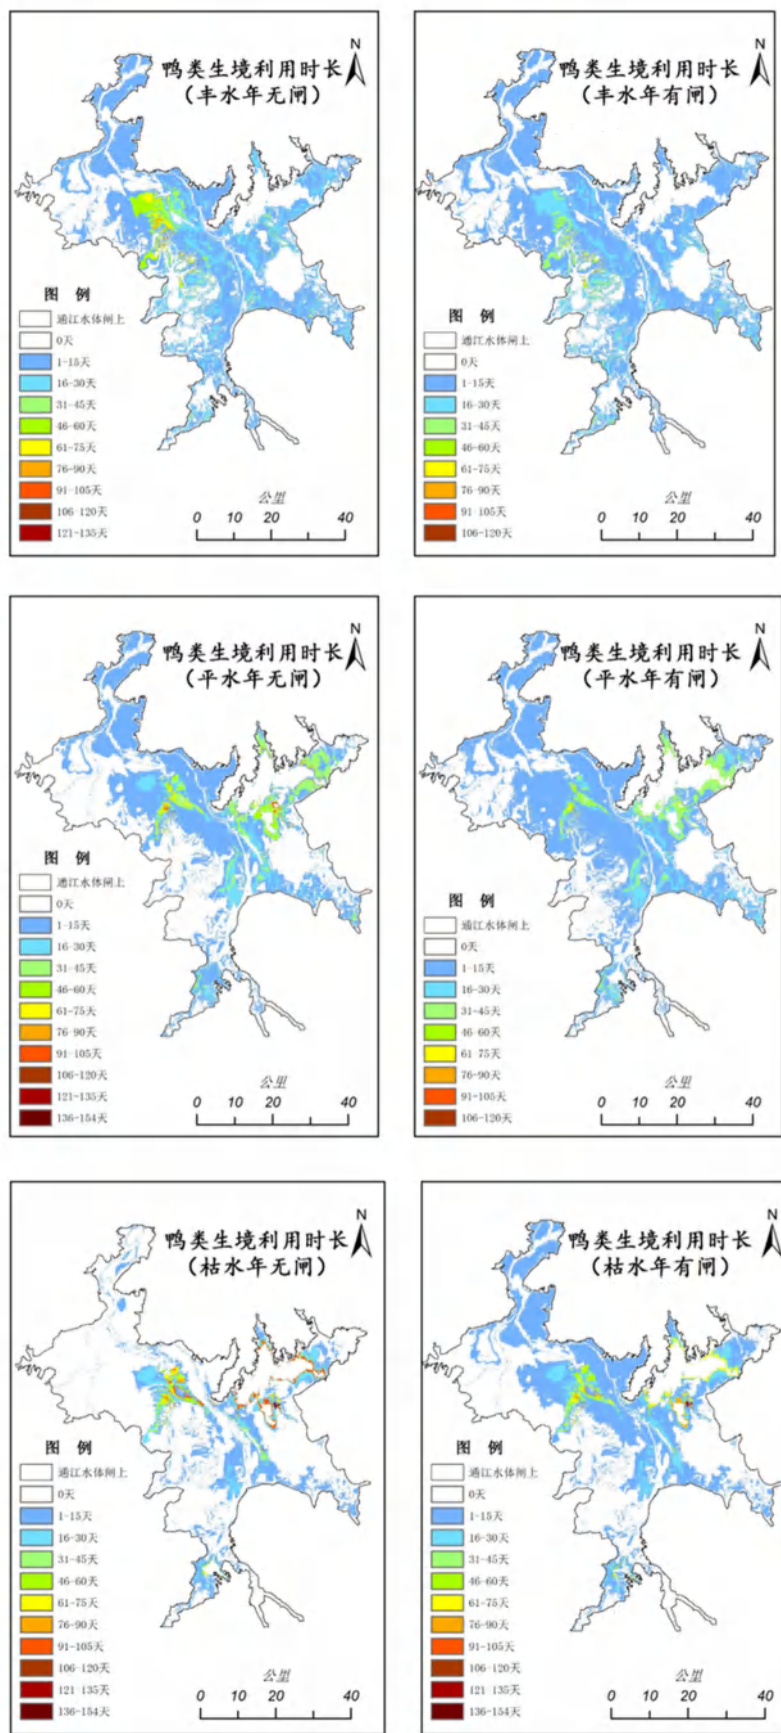 鸭类生境利用时长
（丰水年无闸）
N
图 例
通江水体闸上
0天
1-15天
16-30天
31-45天
46-60天
61-75天
76-90天
91-105天
106-120天
121-135天
公里
0 10 20 40
鸭类生境利用时长
（丰水年有闸）
N
图 例
通江水体闸上
0天
1-15天
16-30天
31-45天
46-60天
61-75天
76-90天
91-105天
106-120天
公里
0 10 20 40
鸭类生境利用时长
（平水年无闸）
N
图 例
通江水体闸上
0天
1-15天
16-30天
31-45天
46-60天
61-75天
76-90天
91-105天
106-120天
121-135天
136-154天
公里
0 10 20 40
鸭类生境利用时长
（平水年有闸）
N
图 例
通江水体闸上
0天
1-15天
16-30天
31-45天
46-60天
61-75天
76-90天
91-105天
106-120天
公里
0 10 20 40
鸭类生境利用时长
（枯水年无闸）
N
图 例
通江水体闸上
0天
1-15天
16-30天
31-45天
46-60天
61-75天
76-90天
91-105天
106-120天
121-135天
136-154天
公里
0 10 20 40
鸭类生境利用时长
（枯水年有闸）
N
图 例
通江水体闸上
0天
1-15天
16-30天
31-45天
46-60天
61-75天
76-90天
91-105天
106-120天
121-135天
136-154天
公里
0 10 20 40